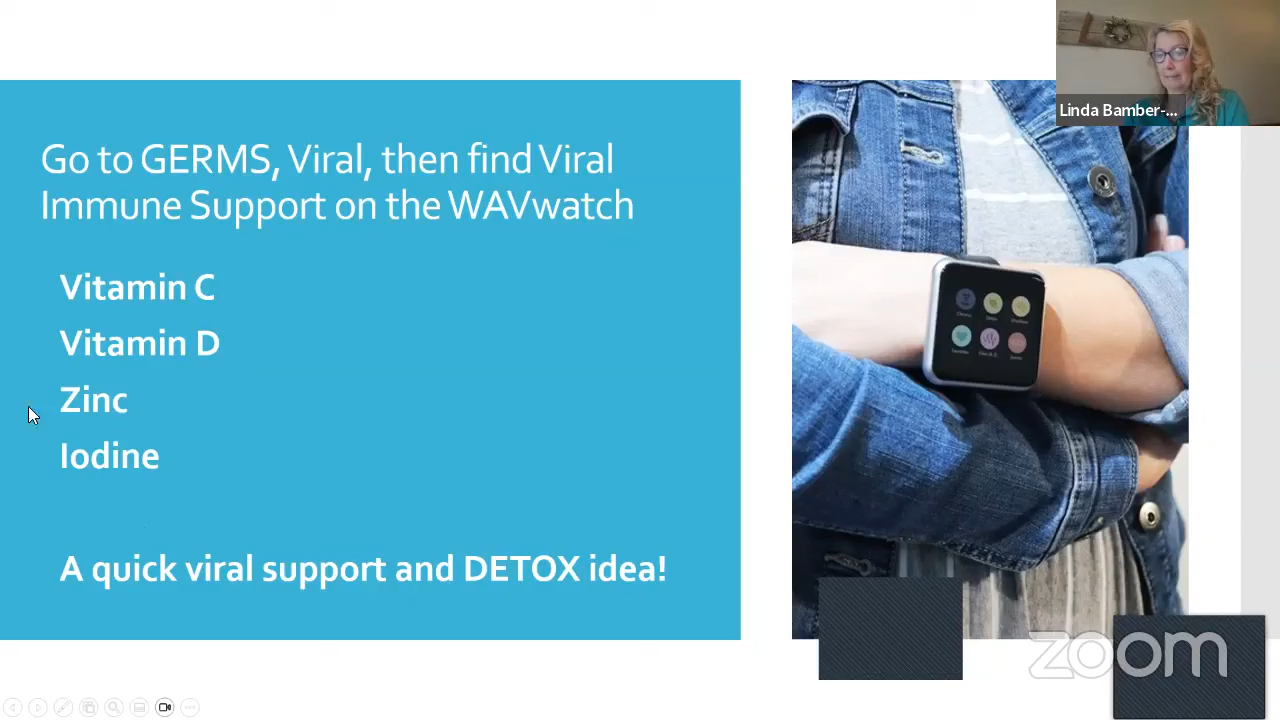 Linda Bamber-...
Go to GERMS, Viral, then find Viral
Immune Support on the WAVwatch
Vitamin C
Vitamin D
Zinc
Iodine
A quick viral support and DETOX idea!
zoom